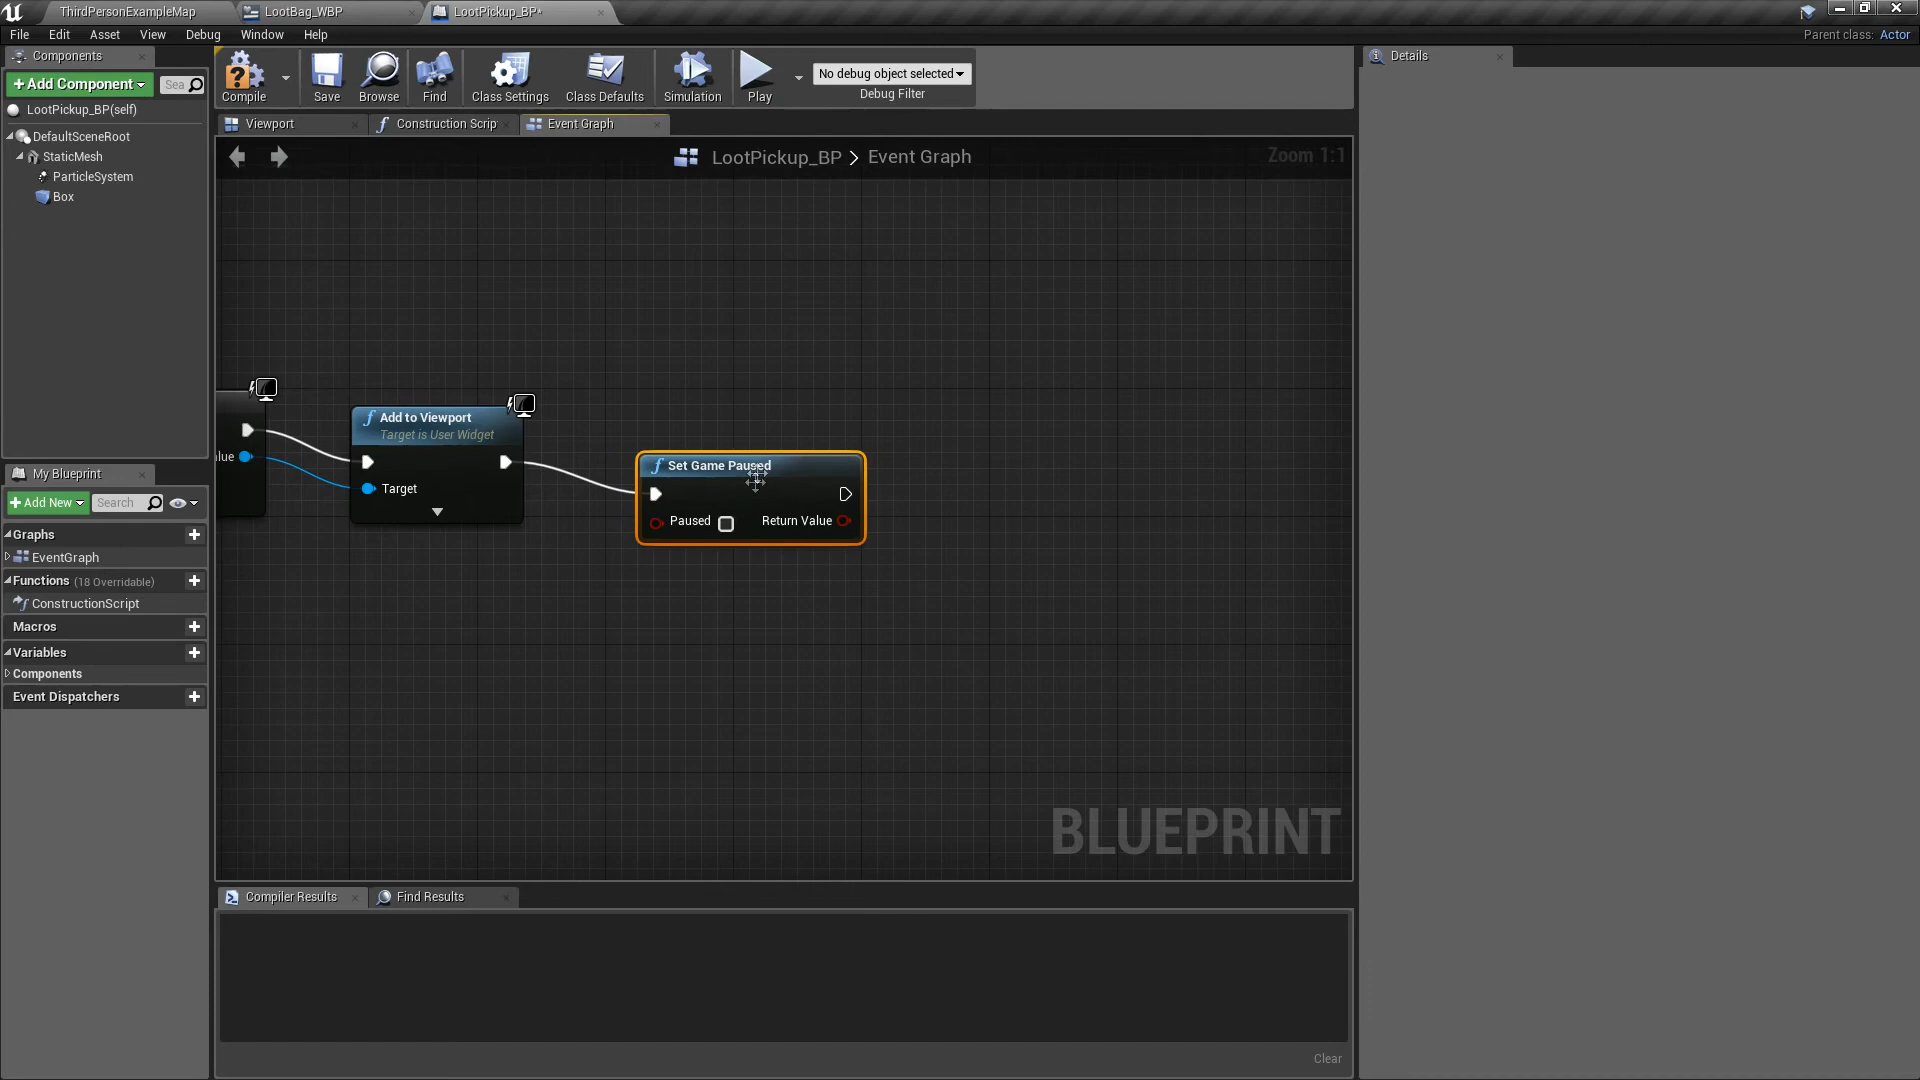 ThirdPersonExampleMap
LootBag_WBP
LootPickup_BP*
File Edit Asset View Debug Window Help
Parent class: Actor
Components
+Add Component
Sea
LootPickup_BP(self)
DefaultSceneRoot
StaticMesh
ParticleSystem
Box
Compile
Save
Browse
Find
Class Settings
Class Defaults
Simulation
Play
No debug object selected
Debug Filter
Details
Viewport
Construction Scrip
Event Graph
LootPickup_BP > Event Graph
Zoom 1:1
lue
Add to Viewport
Target is User Widget
Target
Set Game Paused
Paused
Return Value
BLUEPRINT
My Blueprint
+Add New
Search
Graphs
EventGraph
Functions (18 Overridable)
ConstructionScript
Macros
Variables
Components
Event Dispatchers
Compiler Results
Find Results
Clear